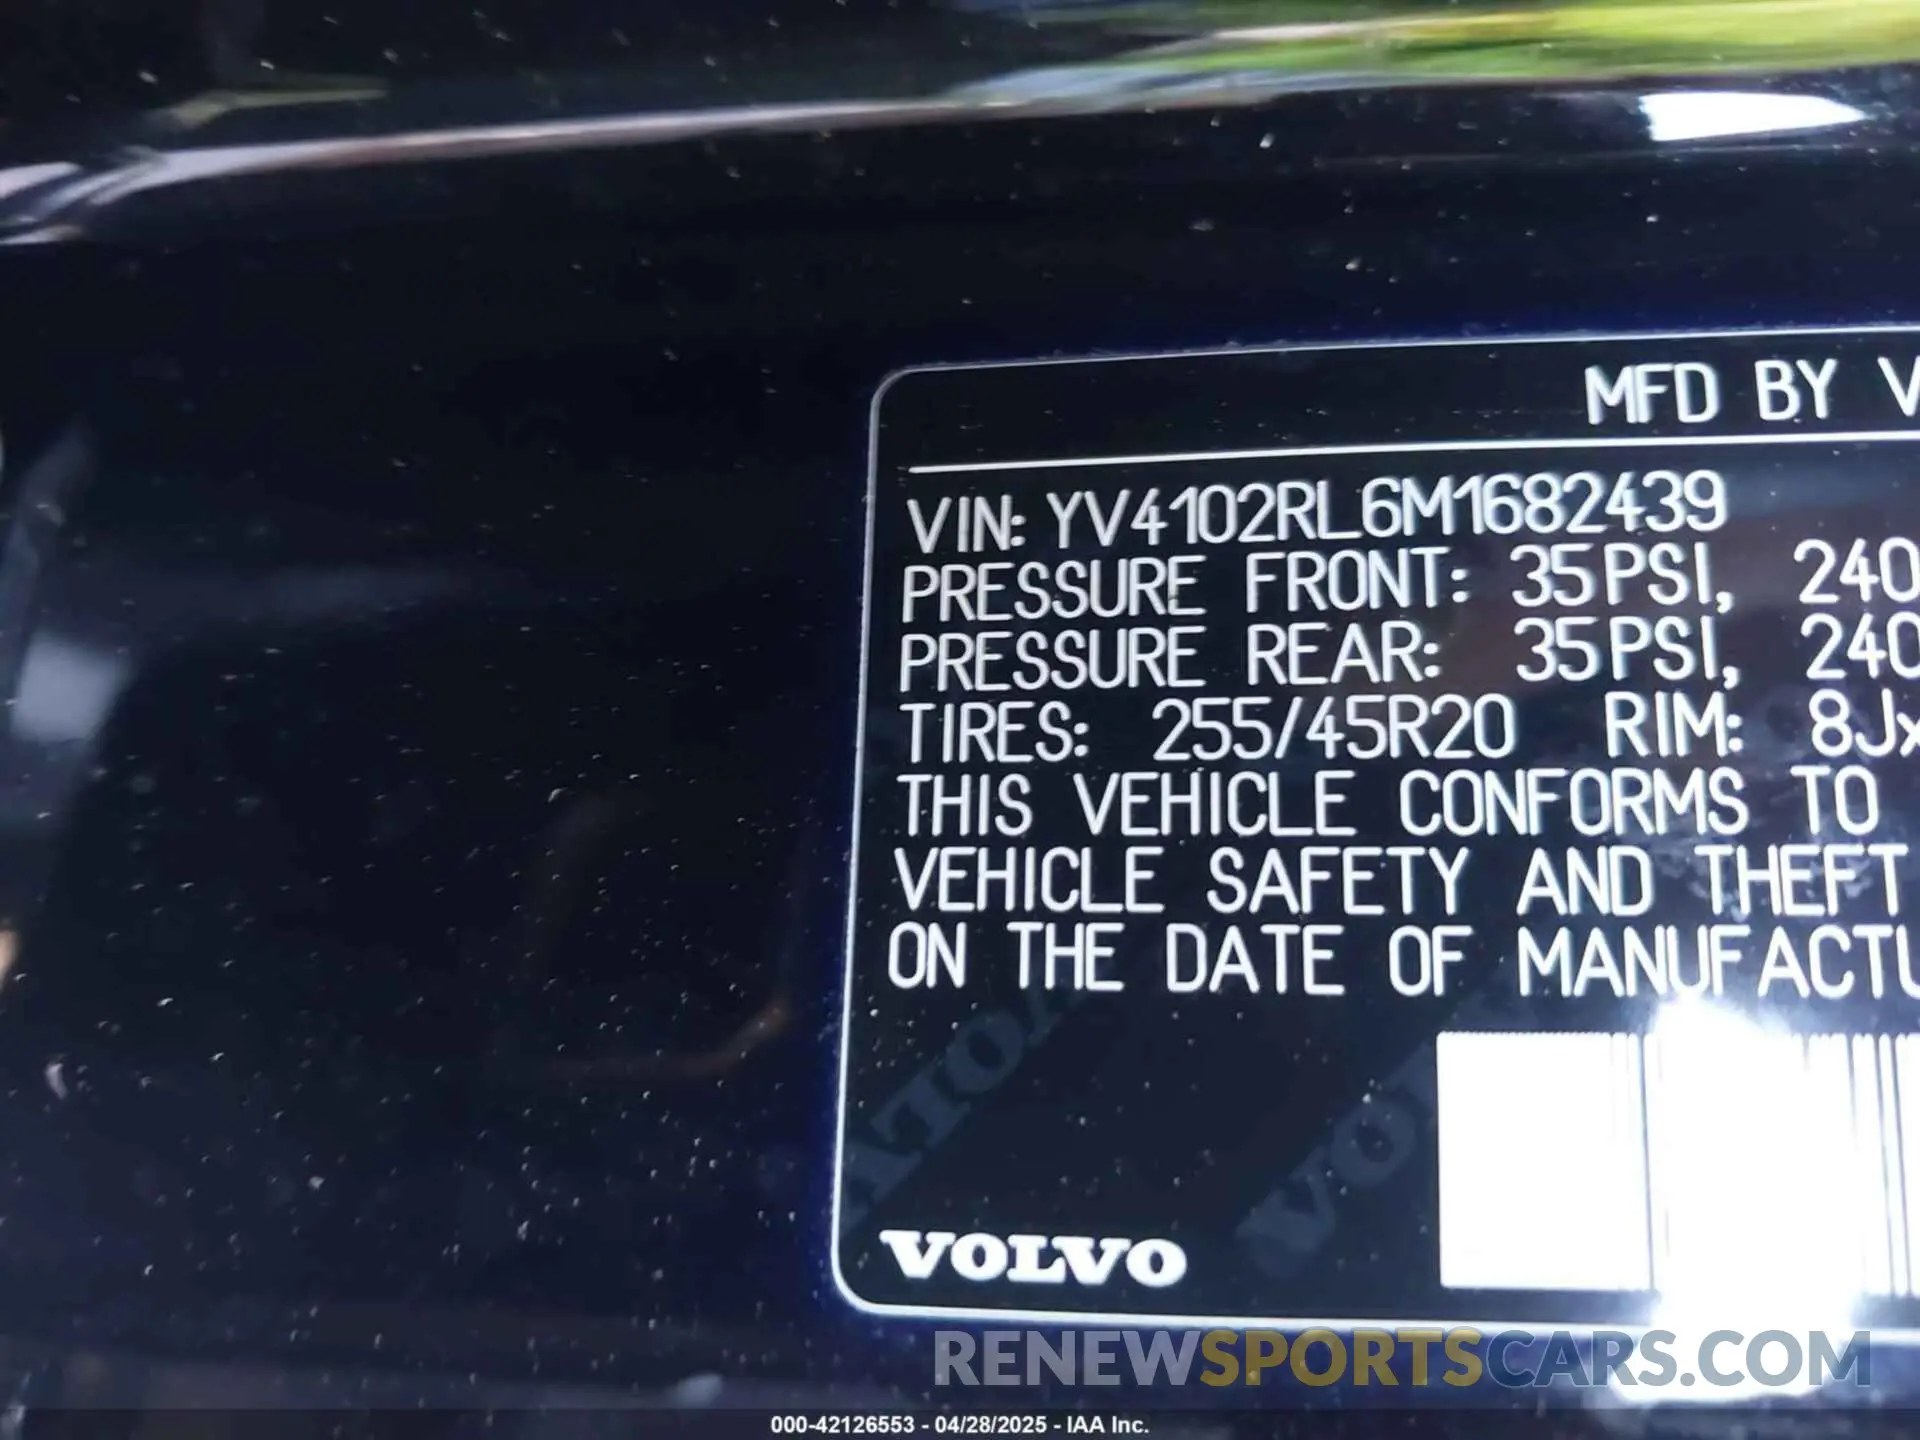 MFD BY V
VIN: YV4102RL6M1682439
PRESSURE FRONT: 35PSI, 240
PRESSURE REAR: 35PSI, 240
TIRES: 255/45R20 RIM: 8Jx
THIS VEHICLE CONFORMS TO
VEHICLE SAFETY AND THEFT
ON THE DATE OF MANUFACTU
VOLVO
RENEWSPORTSCARS.COM
000-42126553 - 04/28/2025 - IAA Inc.